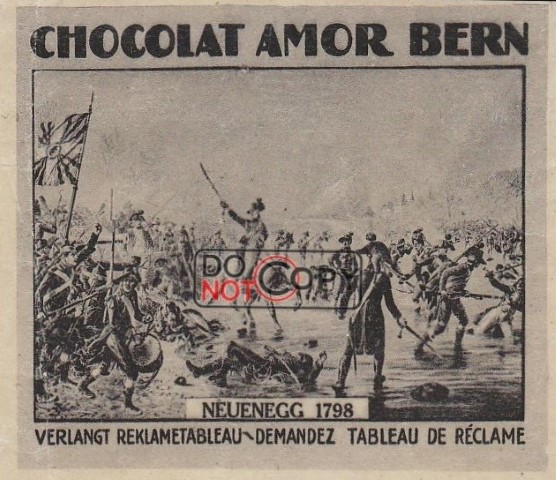 CHOCOLAT AMOR BERN
DO NOT COPY
NEUENEGG 1798
VERLANGT REKLAMETABLEAU~DEMANDEZ TABLEAU DE RÉCLAME